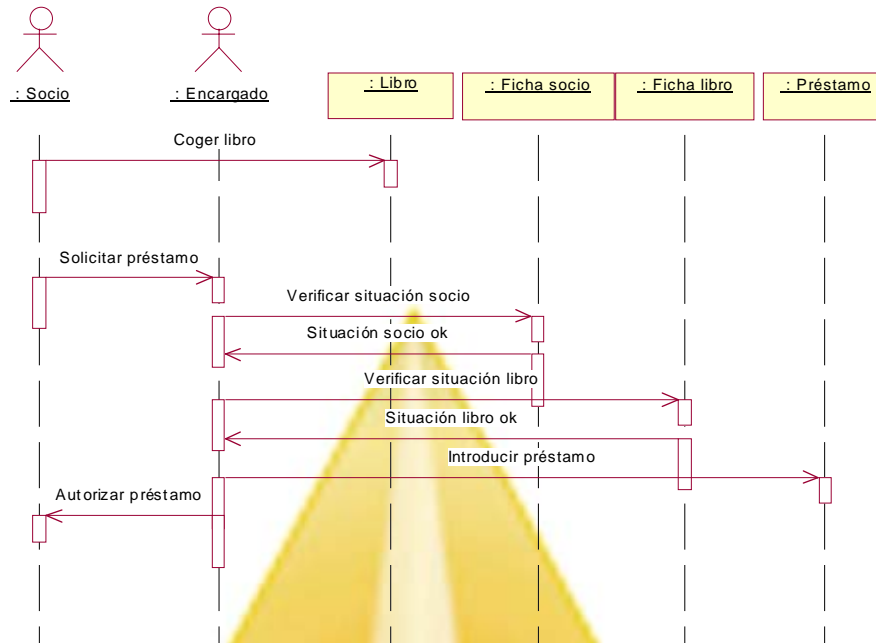 : Socio
: Encargado
: Libro
: Ficha socio
: Ficha libro
: Préstamo
Coger libro
Solicitar préstamo
Verificar situación socio
Situación socio ok
Verificar situación libro
Situación libro ok
Introducir préstamo
Autorizar préstamo